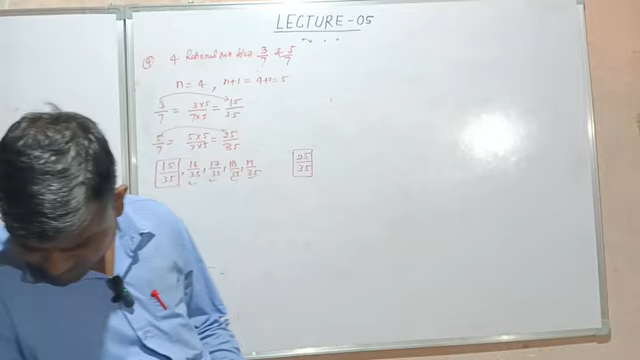 LECTURE-05
4 Rational no b/w 3/7 & 5/7
n=4, n+1=4+1=5
3/7 = 3×5/7×5 = 15/35
5/7 = 5×5/7×5 = 25/35
15/35, 16/35, 17/35, 18/35, 19/35 25/35